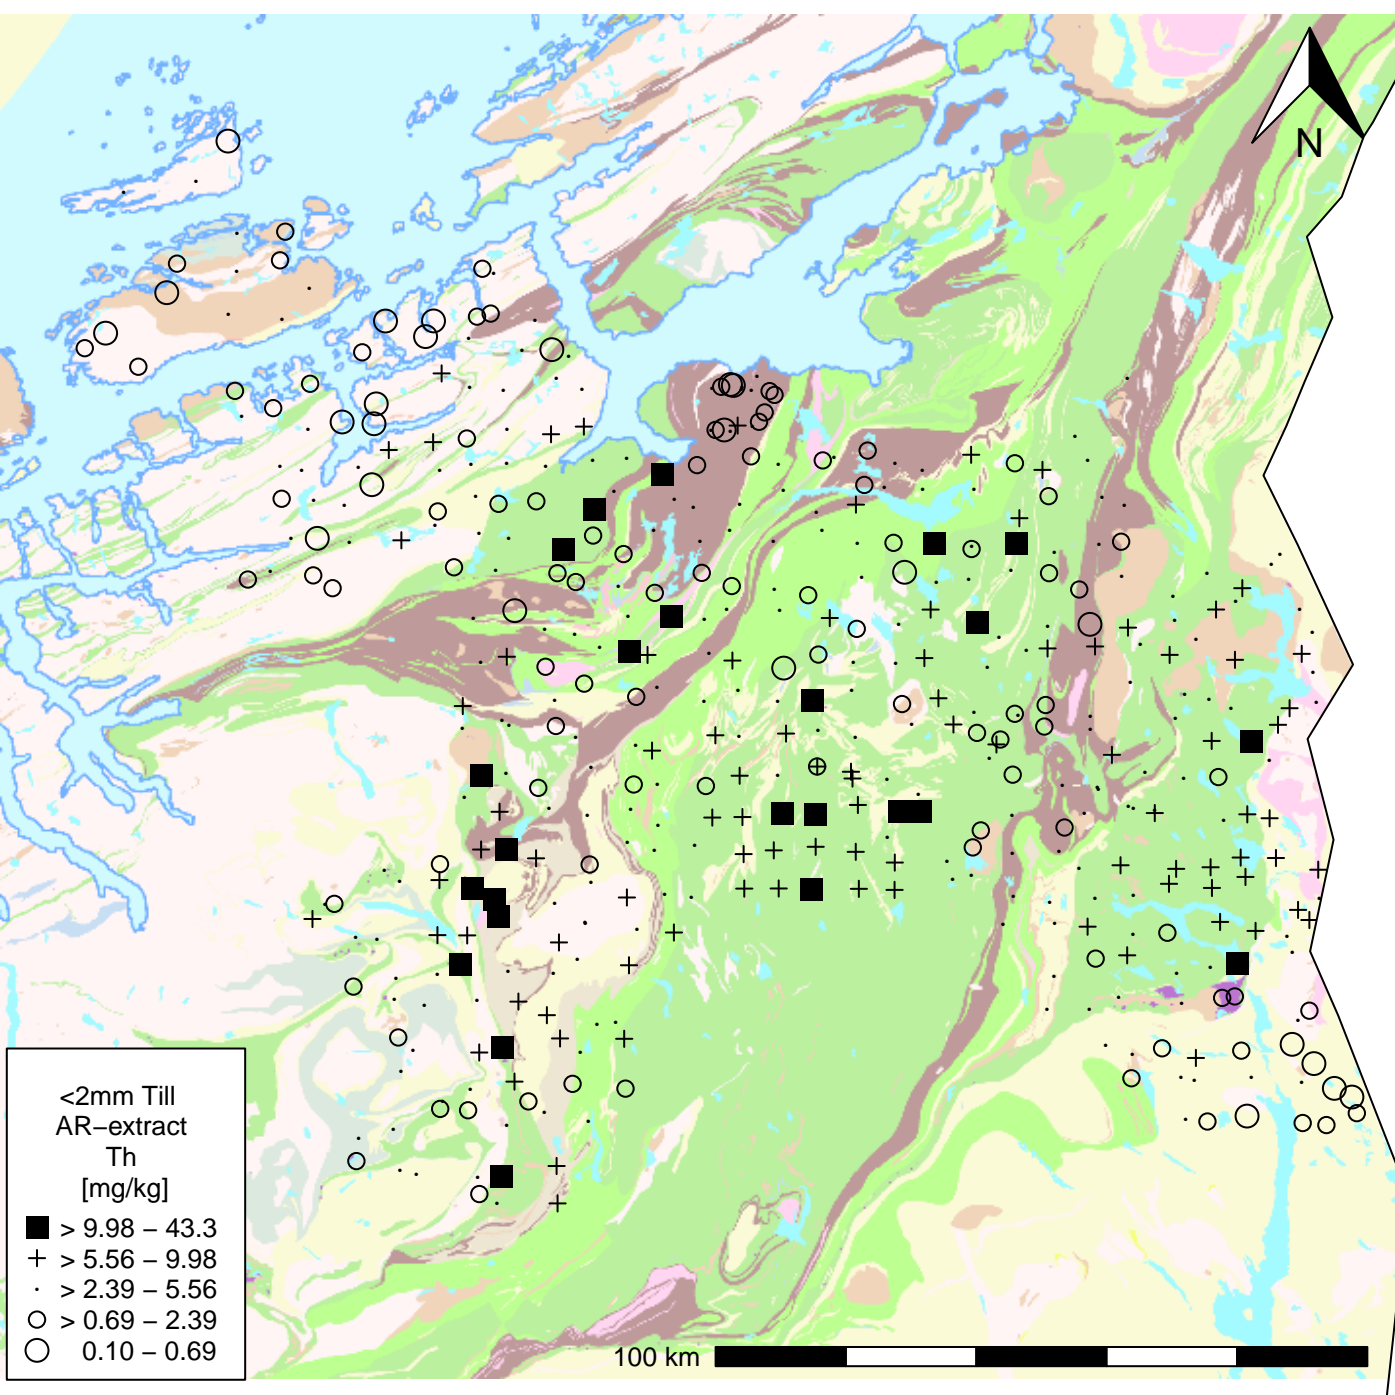 N
<2mm Till
AR−extract
Th
[mg/kg]
> 9.98 − 43.3
> 5.56 − 9.98
> 2.39 − 5.56
> 0.69 − 2.39
0.10 − 0.69
100 km